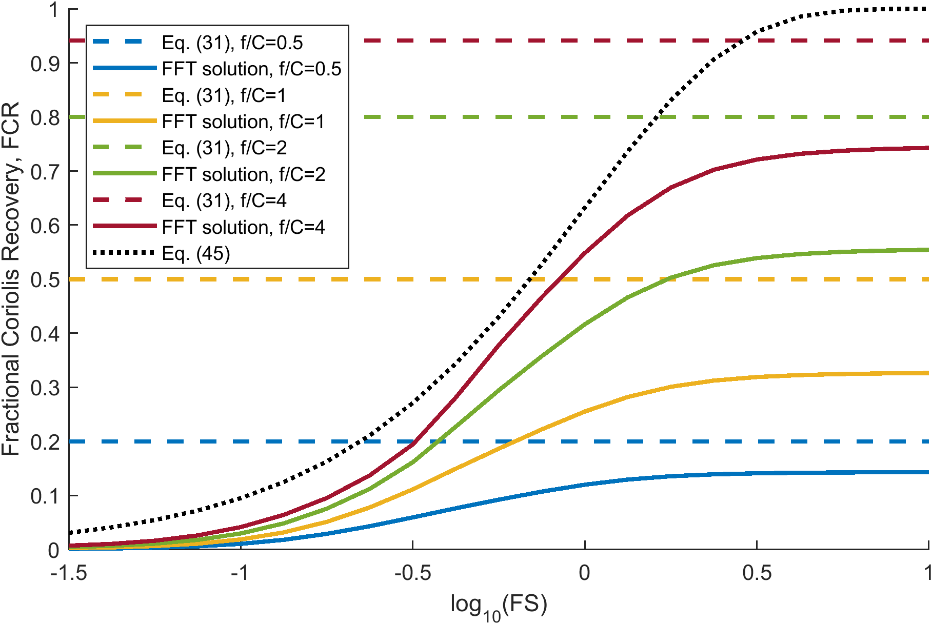 1
0.9
0.8
0.7
0.6
0.5
0.4
0.3
0.2
0.1
0
Fractional Coriolis Recovery, FCR
Eq. (31), f/C=0.5
FFT solution, f/C=0.5
Eq. (31), f/C=1
FFT solution, f/C=1
Eq. (31), f/C=2
FFT solution, f/C=2
Eq. (31), f/C=4
FFT solution, f/C=4
Eq. (45)
-1.5 -1 -0.5 0 0.5 1
log10(FS)